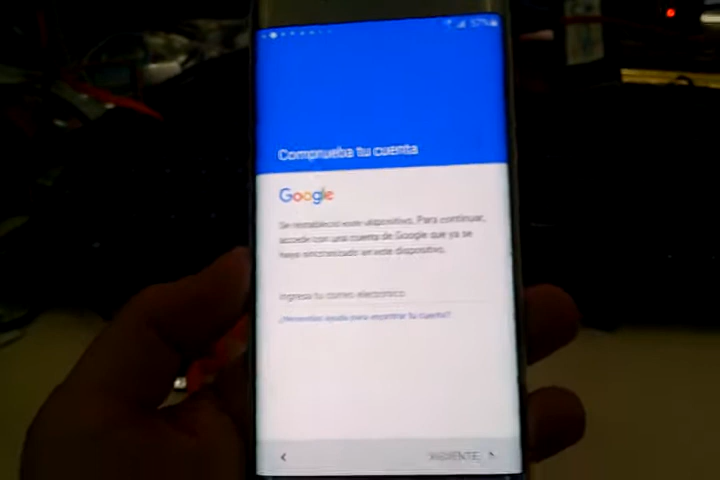 57%
Comprueba tu cuenta
Google
Se restableció este dispositivo. Para continuar,
accede con una cuenta de Google que ya se
haya sincronizado en este dispositivo.
Ingresa tu correo electrónico
¿Necesitas ayuda para encontrar tu cuenta?
SIGUIENTE